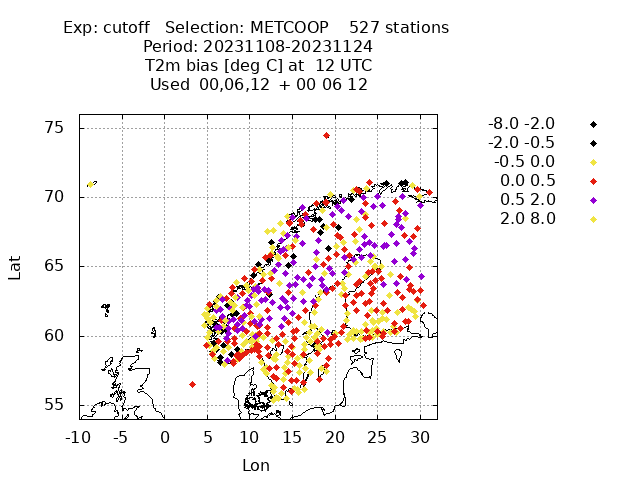 Exp: cutoff   Selection: METCOOP    527 stations
Period: 20231108-20231124
T2m bias [deg C] at  12 UTC
Used  00,06,12  + 00 06 12
75
70
65
60
55
Lat
-10 -5 0 5 10 15 20 25 30
Lon
-8.0 -2.0
-2.0 -0.5
-0.5 0.0
0.0 0.5
0.5 2.0
2.0 8.0